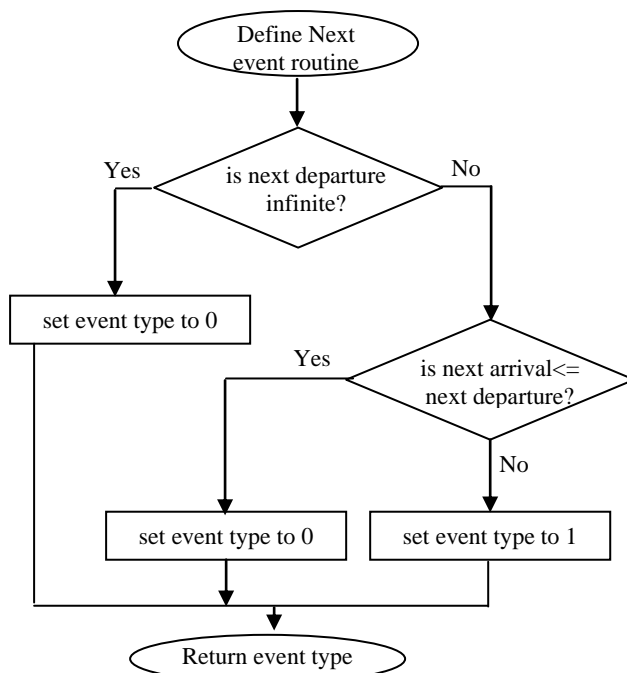 Define Next
event routine
Yes
No
is next departure
infinite?
set event type to 0
Yes
is next arrival<=
next departure?
No
set event type to 0
set event type to 1
Return event type